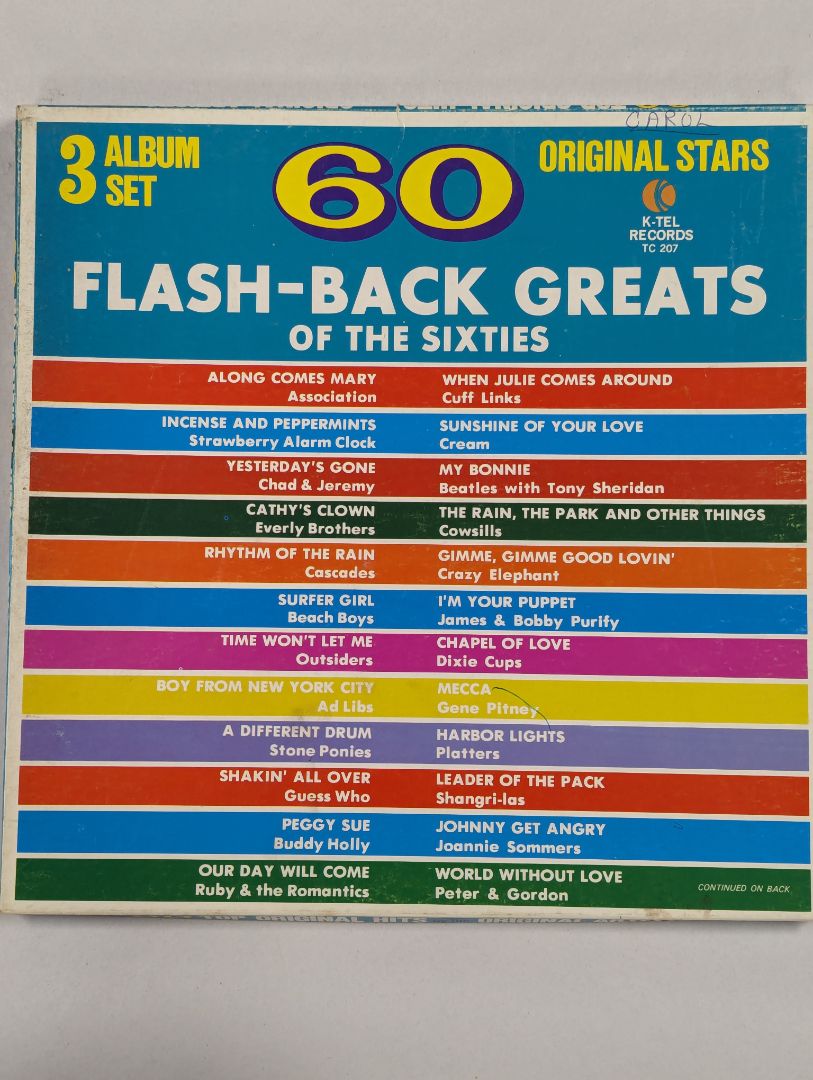 CAROL
3 ALBUM
SET
60
ORIGINAL STARS
K-TEL
RECORDS
TC 207
FLASH-BACK GREATS
OF THE SIXTIES
ALONG COMES MARY
Association
WHEN JULIE COMES AROUND
Cuff Links
INCENSE AND PEPPERMINTS
Strawberry Alarm Clock
SUNSHINE OF YOUR LOVE
Cream
YESTERDAY'S GONE
Chad & Jeremy
MY BONNIE
Beatles with Tony Sheridan
CATHY'S CLOWN
Everly Brothers
THE RAIN, THE PARK AND OTHER THINGS
Cowsills
RHYTHM OF THE RAIN
Cascades
GIMME, GIMME GOOD LOVIN'
Crazy Elephant
SURFER GIRL
Beach Boys
I'M YOUR PUPPET
James & Bobby Purify
TIME WON'T LET ME
Outsiders
CHAPEL OF LOVE
Dixie Cups
BOY FROM NEW YORK CITY
Ad Libs
MECCA
Gene Pitney
A DIFFERENT DRUM
Stone Ponies
HARBOR LIGHTS
Platters
SHAKIN' ALL OVER
Guess Who
LEADER OF THE PACK
Shangri-las
PEGGY SUE
Buddy Holly
JOHNNY GET ANGRY
Joannie Sommers
OUR DAY WILL COME
Ruby & the Romantics
WORLD WITHOUT LOVE
Peter & Gordon
CONTINUED ON BACK
TOP ORIGINAL HITS